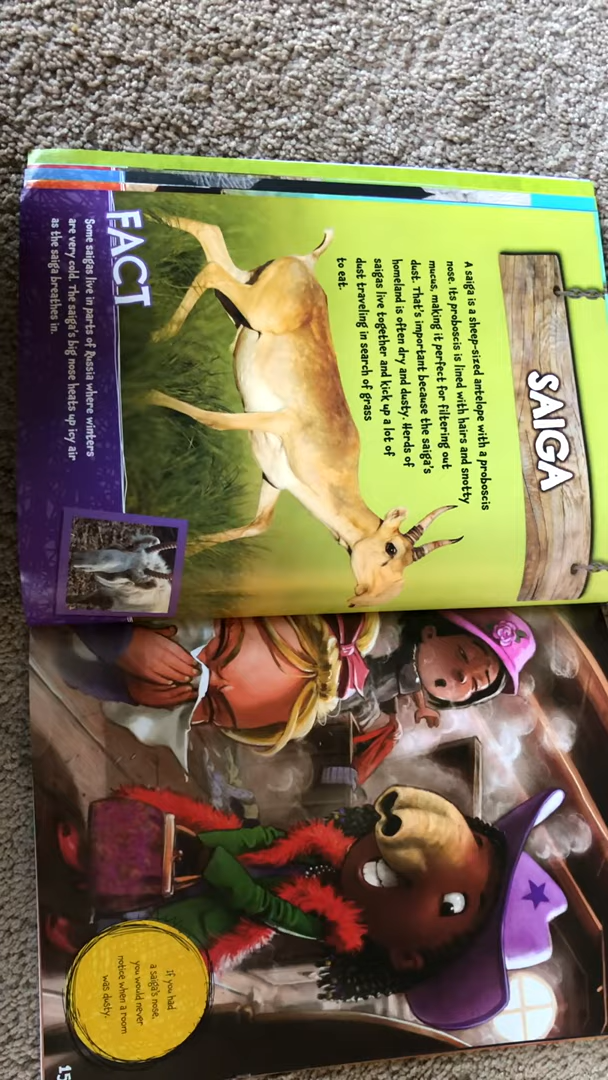 SAIGA
A saiga is a sheep-sized antelope with a proboscis
nose. Its proboscis is lined with hairs and snotty
mucus, making it perfect for filtering out
dust. That's important because the saiga's
homeland is often dry and dusty. Herds of
saigas live together and kick up a lot of
dust traveling in search of grass
to eat.
FACT
Some saigas live in parts of Russia where winters
are very cold. The saiga's big nose heats up icy air
as the saiga breathes in.
If you had
a saiga's nose,
you would never
notice when a room
was dusty.
15